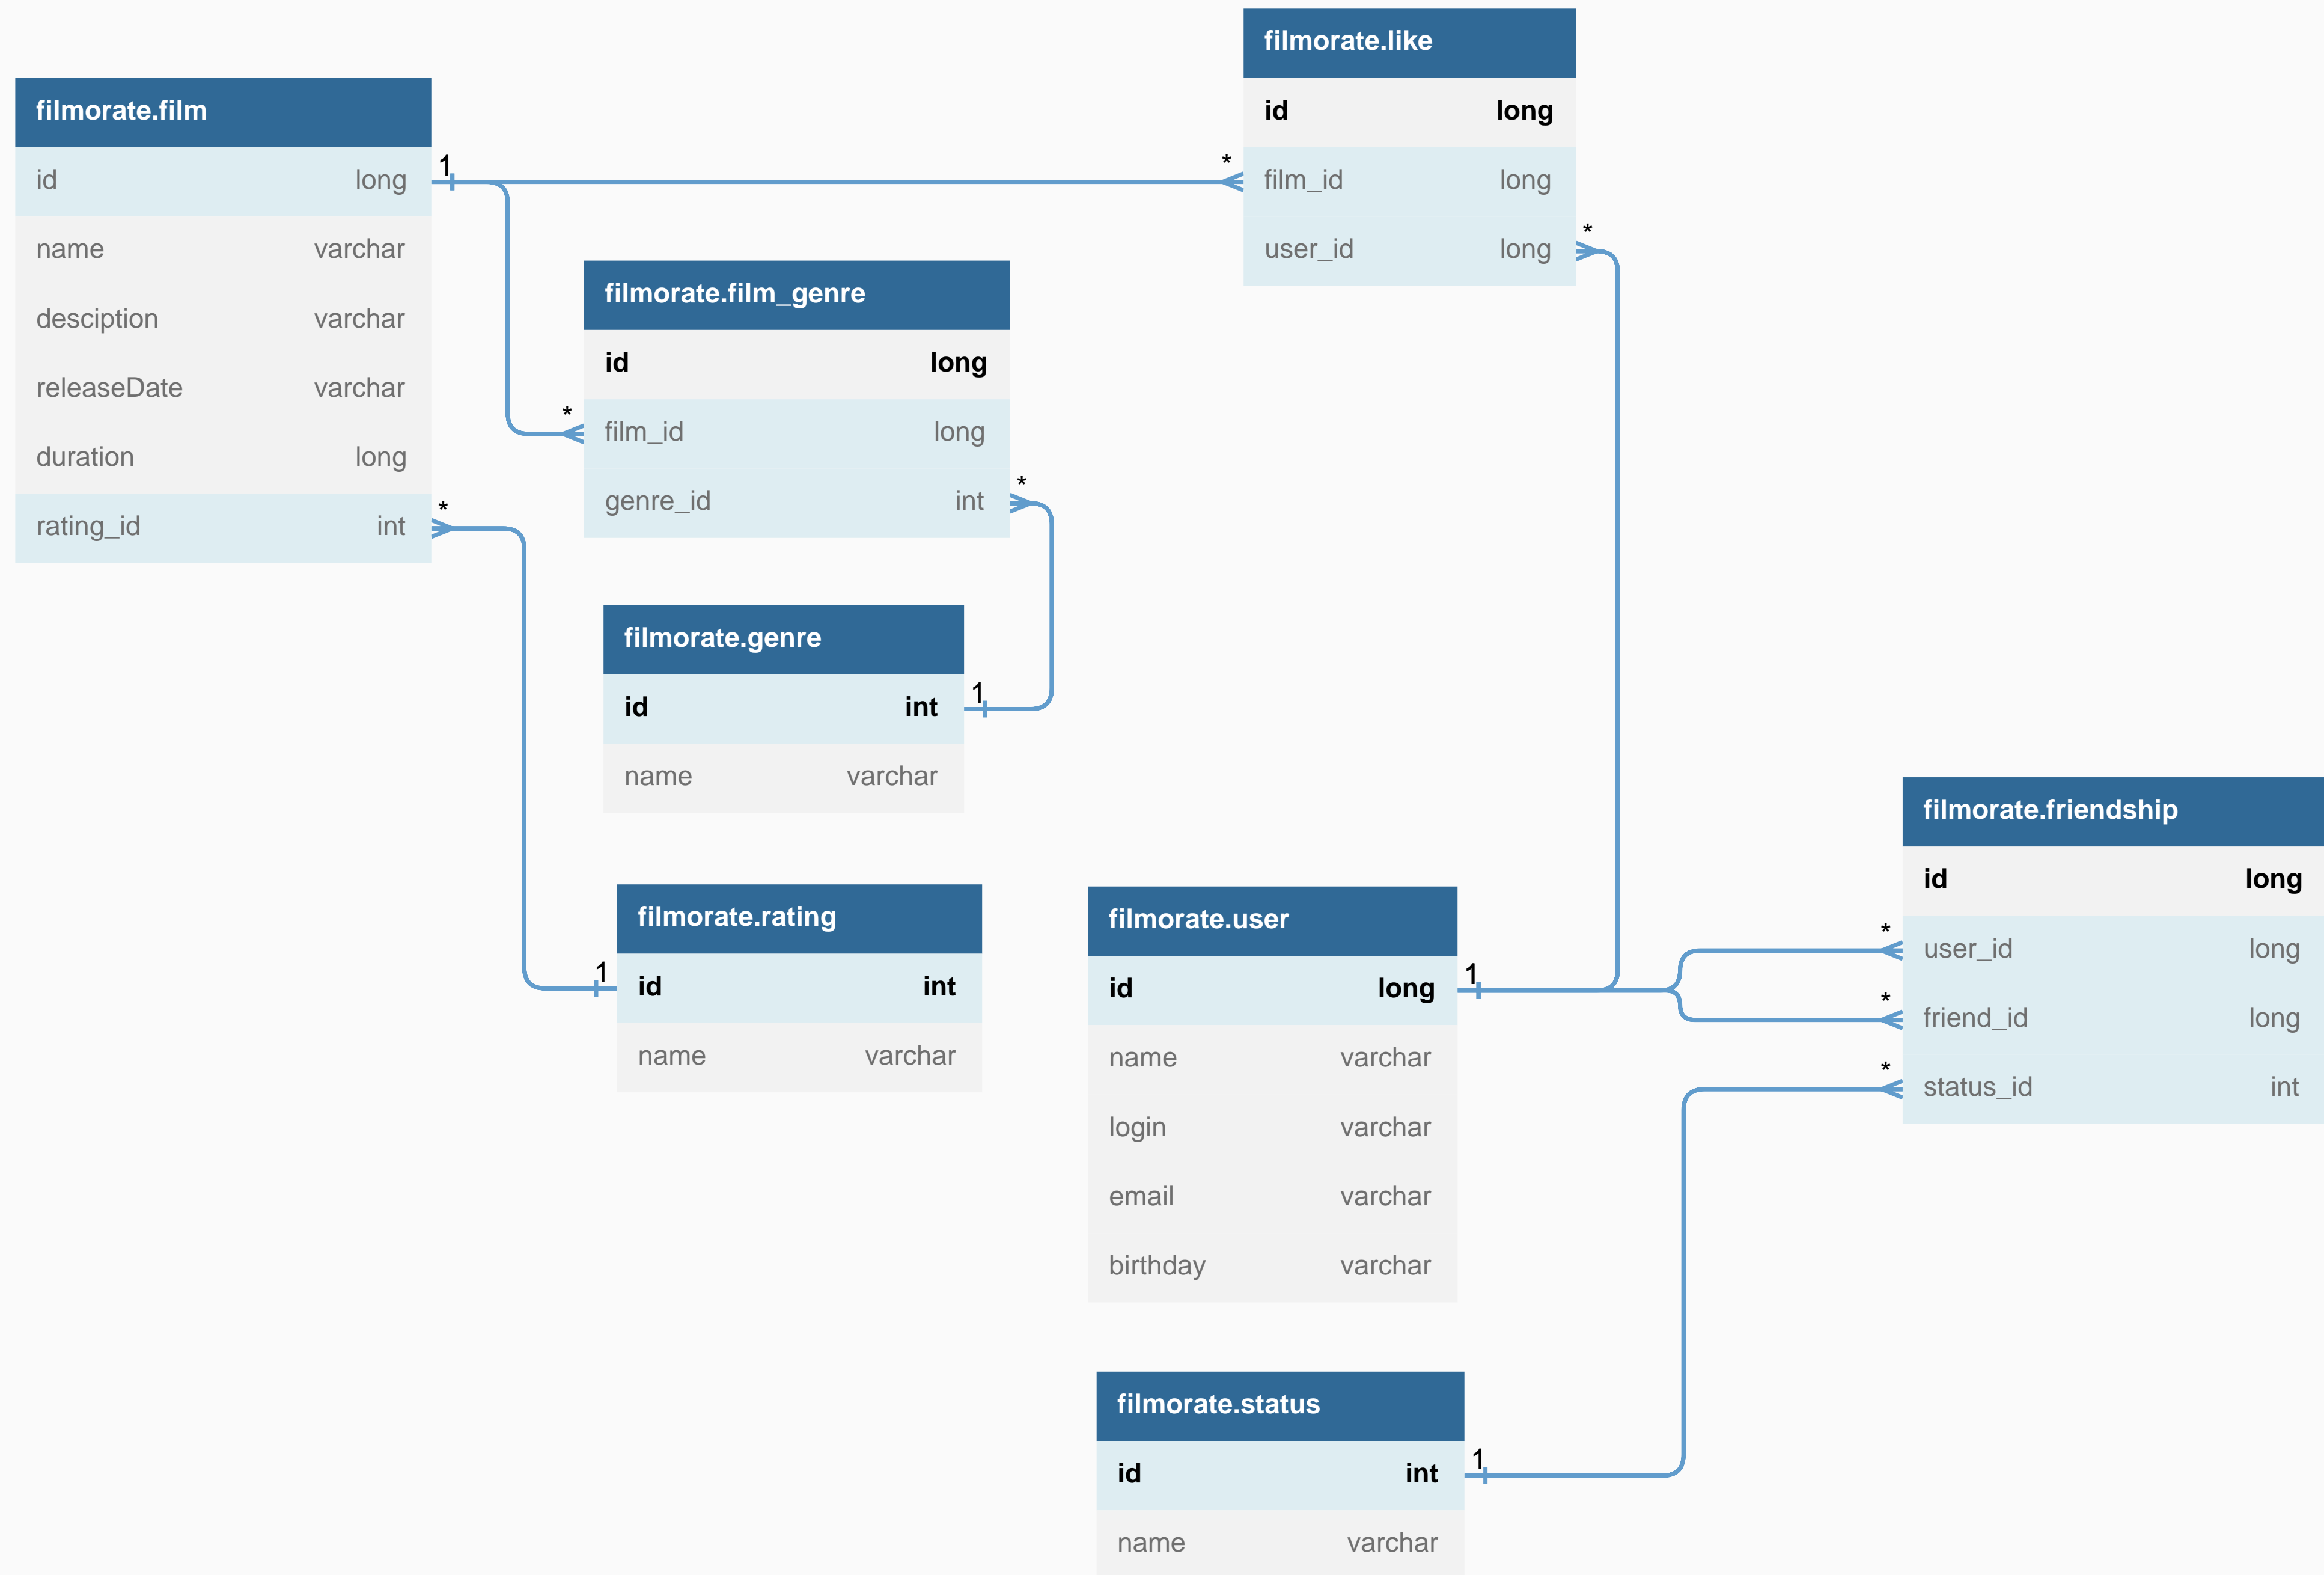 filmorate.like
id long
film_id long
user_id long
filmorate.film
id long
name varchar
desciption varchar
releaseDate varchar
duration long
rating_id int
1
*
*
*
filmorate.film_genre
id long
film_id long
genre_id int
*
*
filmorate.genre
id int
name varchar
1
filmorate.rating
id int
name varchar
1
filmorate.user
id long
name varchar
login varchar
email varchar
birthday varchar
1
filmorate.friendship
id long
user_id long
friend_id long
status_id int
*
*
*
filmorate.status
id int
name varchar
1